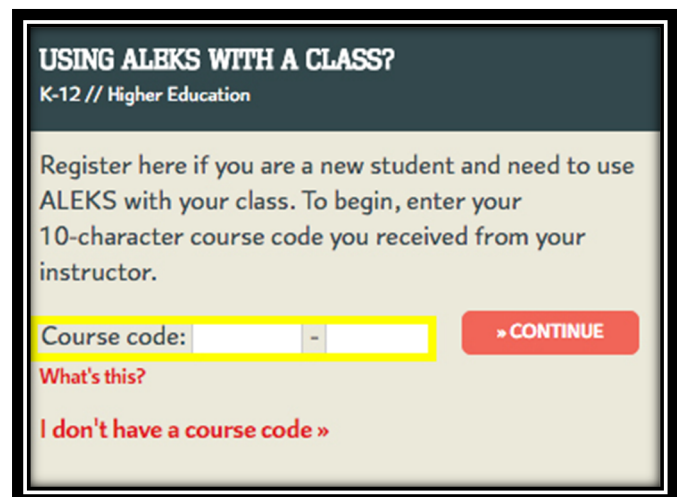 USING ALEKS WITH A CLASS?
K-12 // Higher Education
Register here if you are a new student and need to use
ALEKS with your class. To begin, enter your
10-character course code you received from your
instructor.
Course code: -
» CONTINUE
What's this?
I don't have a course code »